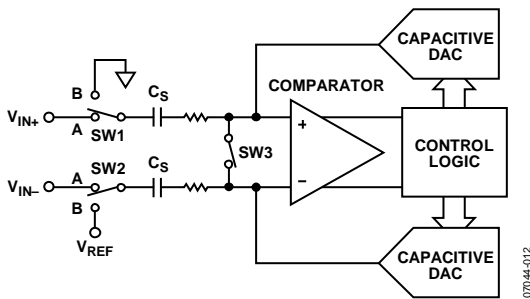 CAPACITIVE
DAC
B
CS
COMPARATOR
VIN+
A
SW1
+
SW3
CONTROL
LOGIC
SW2
CS
VIN–
A
–
B
VREF
CAPACITIVE
DAC
07044-012